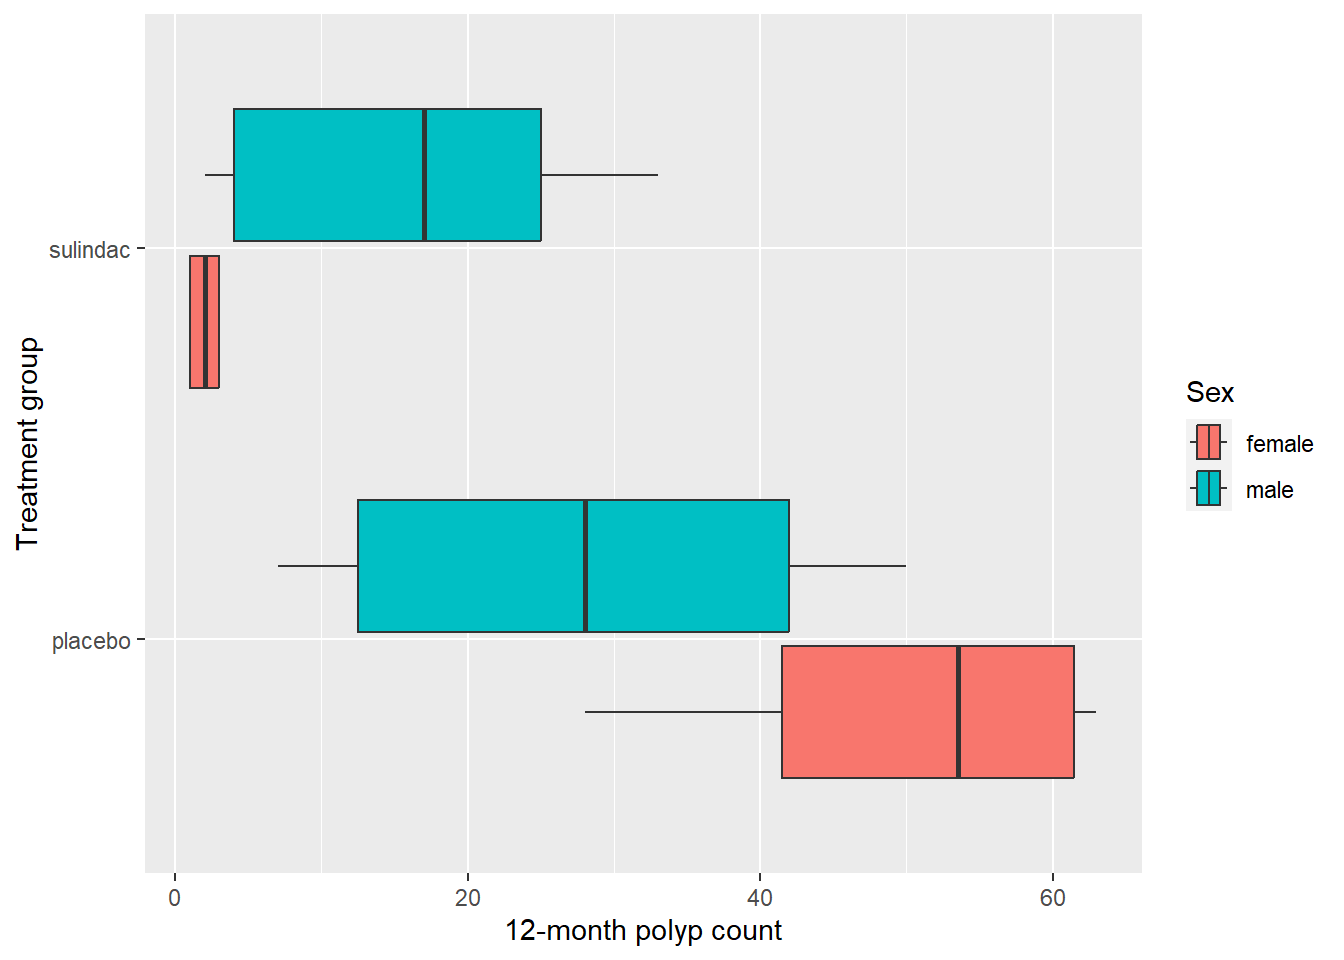 sulindac
placebo
Treatment group
0 20 40 60
12-month polyp count
Sex
female
male